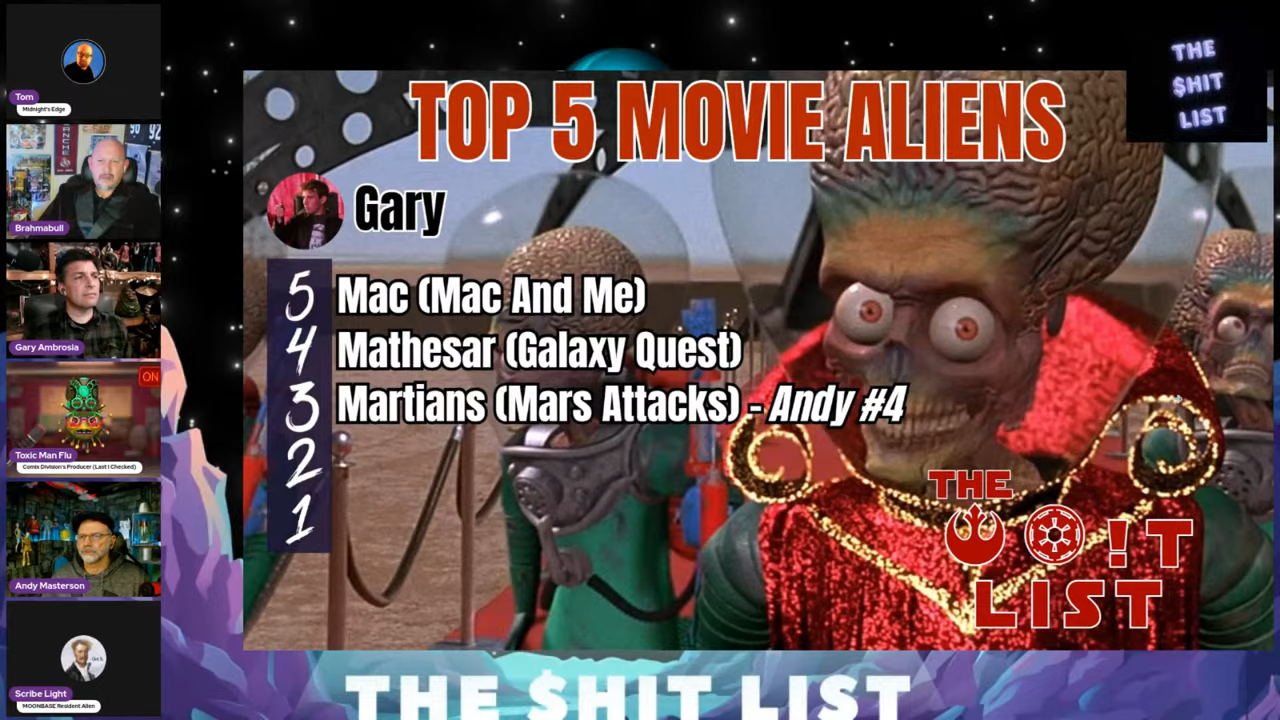 Tom
Midnight's Edge
Brahmabull
Gary Ambrosia
ON
Toxic Man Flu
Comix Division's Producer (Last I Checked)
Andy Masterson
Scribe Light
MOONBASE Resident Alien
TOP 5 MOVIE ALIENS
Gary
5 Mac (Mac And Me)
4 Mathesar (Galaxy Quest)
3 Martians (Mars Attacks) - Andy #4
2
1
THE
$HIT
LIST
THE
!T
LIST
THE $HIT LIST